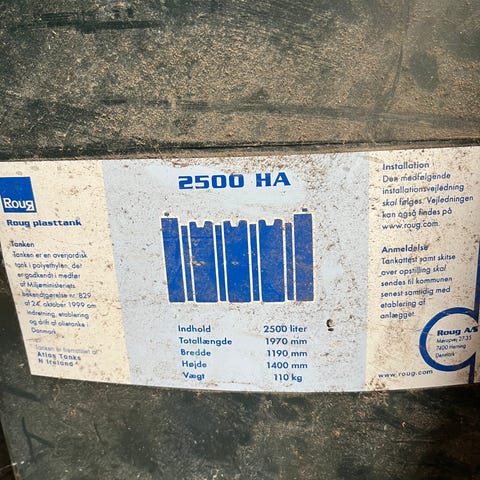 Roug
Roug plasttank
Tanken
Tanken er en overjordisk
tank i polyethylen, der
er godkendt i medfør
af Miljøministeriets
bekendtgørelse nr. 829
af 24. oktober 1999 om
indretning, etablering
og drift af olietanke i
Danmark.
Tanken er fremstillet af
Atlas Tanks
N Ireland
2500 HA
Indhold 2500 liter
Totallængde 1970 mm
Bredde 1190 mm
Højde 1400 mm
Vægt 110 kg
Installation
Den medfølgende
installationsvejledning
skal følges. Vejledningen
kan også findes på
www.roug.com.
Anmeldelse
Tankattest samt skitse
over opstilling skal
sendes til kommunen
senest samtidig med
etablering af
anlægget.
Roug A/S
Mørupvej 27-35
7400 Herning
Danmark
www.roug.com